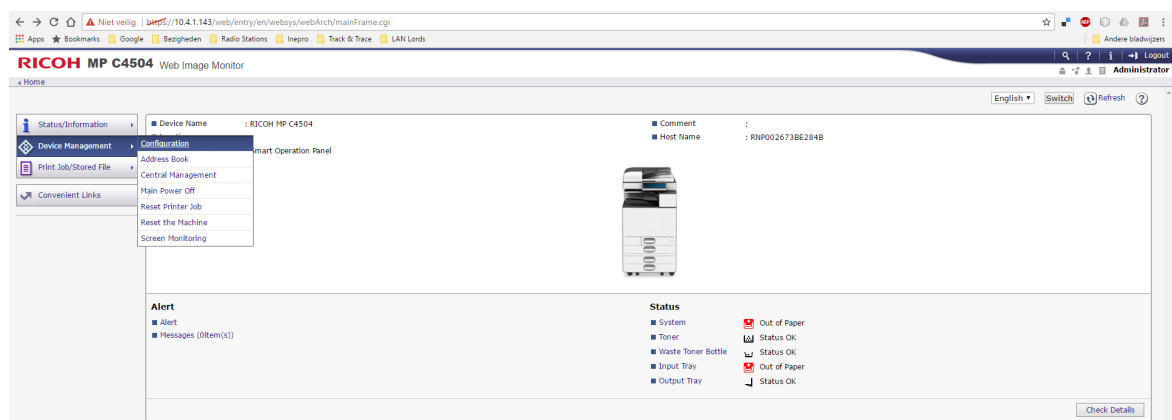 Niet veilig | https://10.4.1.143/web/entry/en/websys/webArch/mainFrame.cgi
Apps Bookmarks Google Bezigheden Radio Stations Inepro Track & Trace LAN Lords Andere bladwijzers
RICOH MP C4504 Web Image Monitor
? i Logout
Administrator
Home
English Switch Refresh ?
Status/Information
Device Management
Print Job/Stored File
Convenient Links
Configuration
Address Book
Central Management
Main Power Off
Reset Printer Job
Reset the Machine
Screen Monitoring
Device Name : RICOH MP C4504
mart Operation Panel
Comment :
Host Name : RNP002673BE284B
Alert
Alert
Messages (0item(s))
Status
System Out of Paper
Toner Status OK
Waste Toner Bottle Status OK
Input Tray Out of Paper
Output Tray Status OK
Check Details